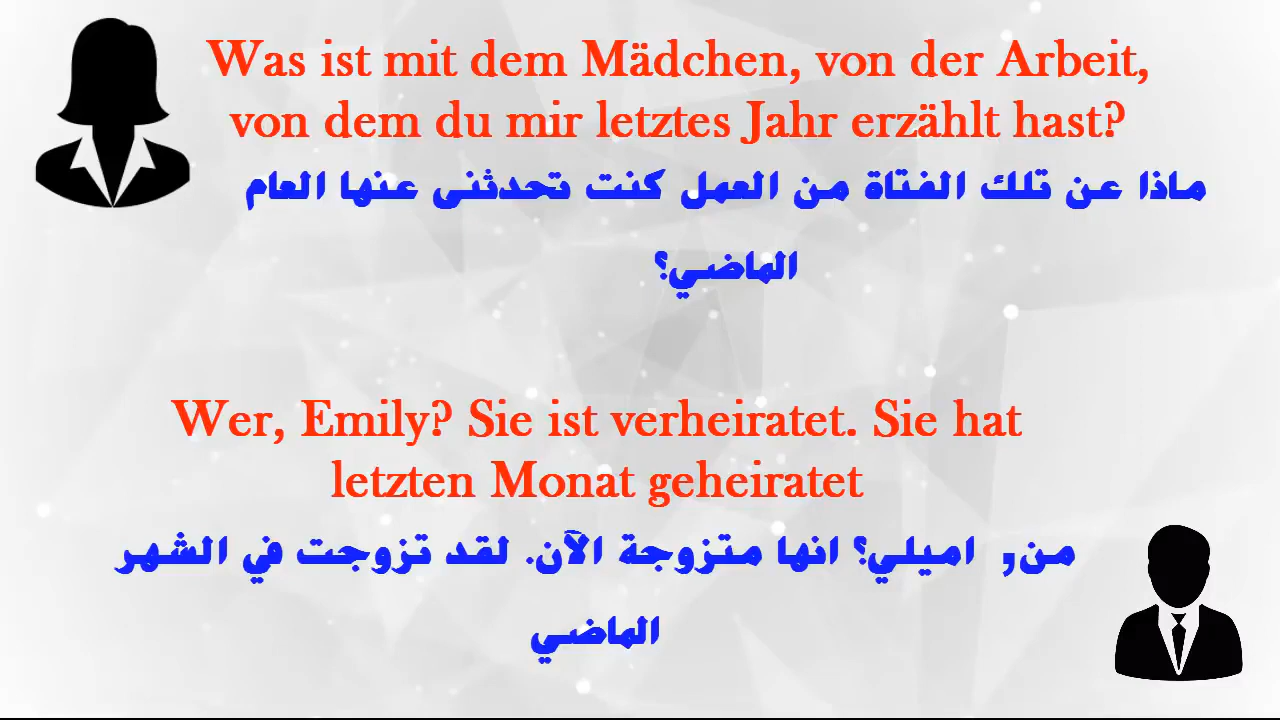 Was ist mit dem Mädchen, von der Arbeit,
von dem du mir letztes Jahr erzählt hast?
ماذا عن تلك الفتاة من العمل كنت تحدثنى عنها العام
الماضي؟
Wer, Emily? Sie ist verheiratet. Sie hat
letzten Monat geheiratet
من, اميلي؟ انها متزوجة الآن. لقد تزوجت في الشهر
الماضي